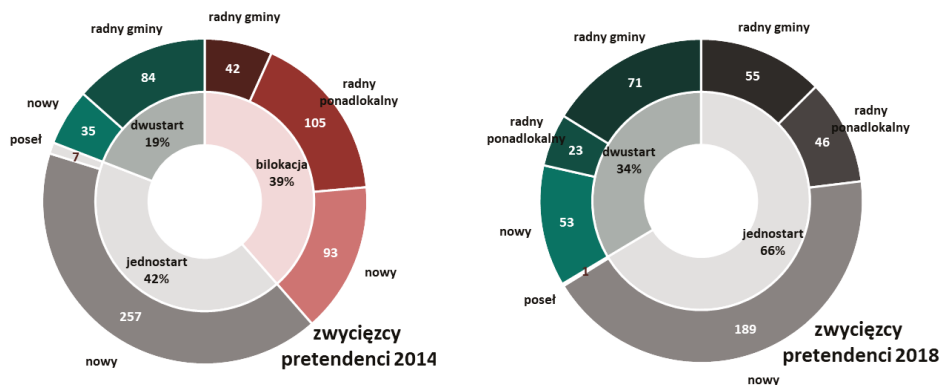 radny gminy
radny gminy
42
84
radny
ponadlokalny
105
nowy
35
poseł
7
dwustart
19%
bilokacja
39%
93
nowy
jednostart
42%
257
nowy
zwycięzcy
pretendenci 2014
radny gminy
radny gminy
71
55
radny
ponadlokalny
46
radny
ponadlokalny
23
dwustart
34%
53
nowy
jednostart
66%
1
poseł
189
nowy
zwycięzcy
pretendenci 2018